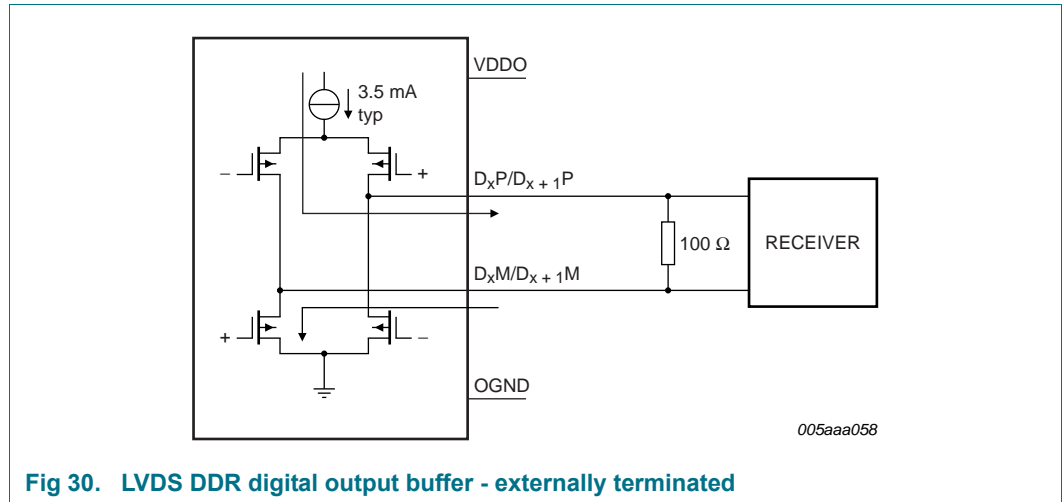 VDDO
3.5 mA
typ
−
+
DxP/Dx + 1P
100 Ω
RECEIVER
DxM/Dx + 1M
+
−
OGND
005aaa058
Fig 30. LVDS DDR digital output buffer - externally terminated